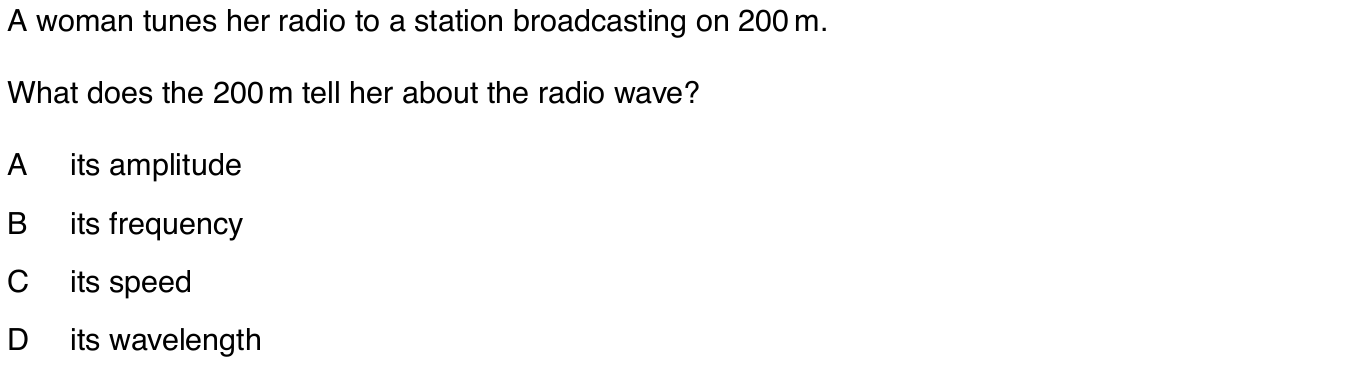 A woman tunes her radio to a station broadcasting on 200 m.
What does the 200 m tell her about the radio wave?
A its amplitude
B its frequency
C its speed
D its wavelength